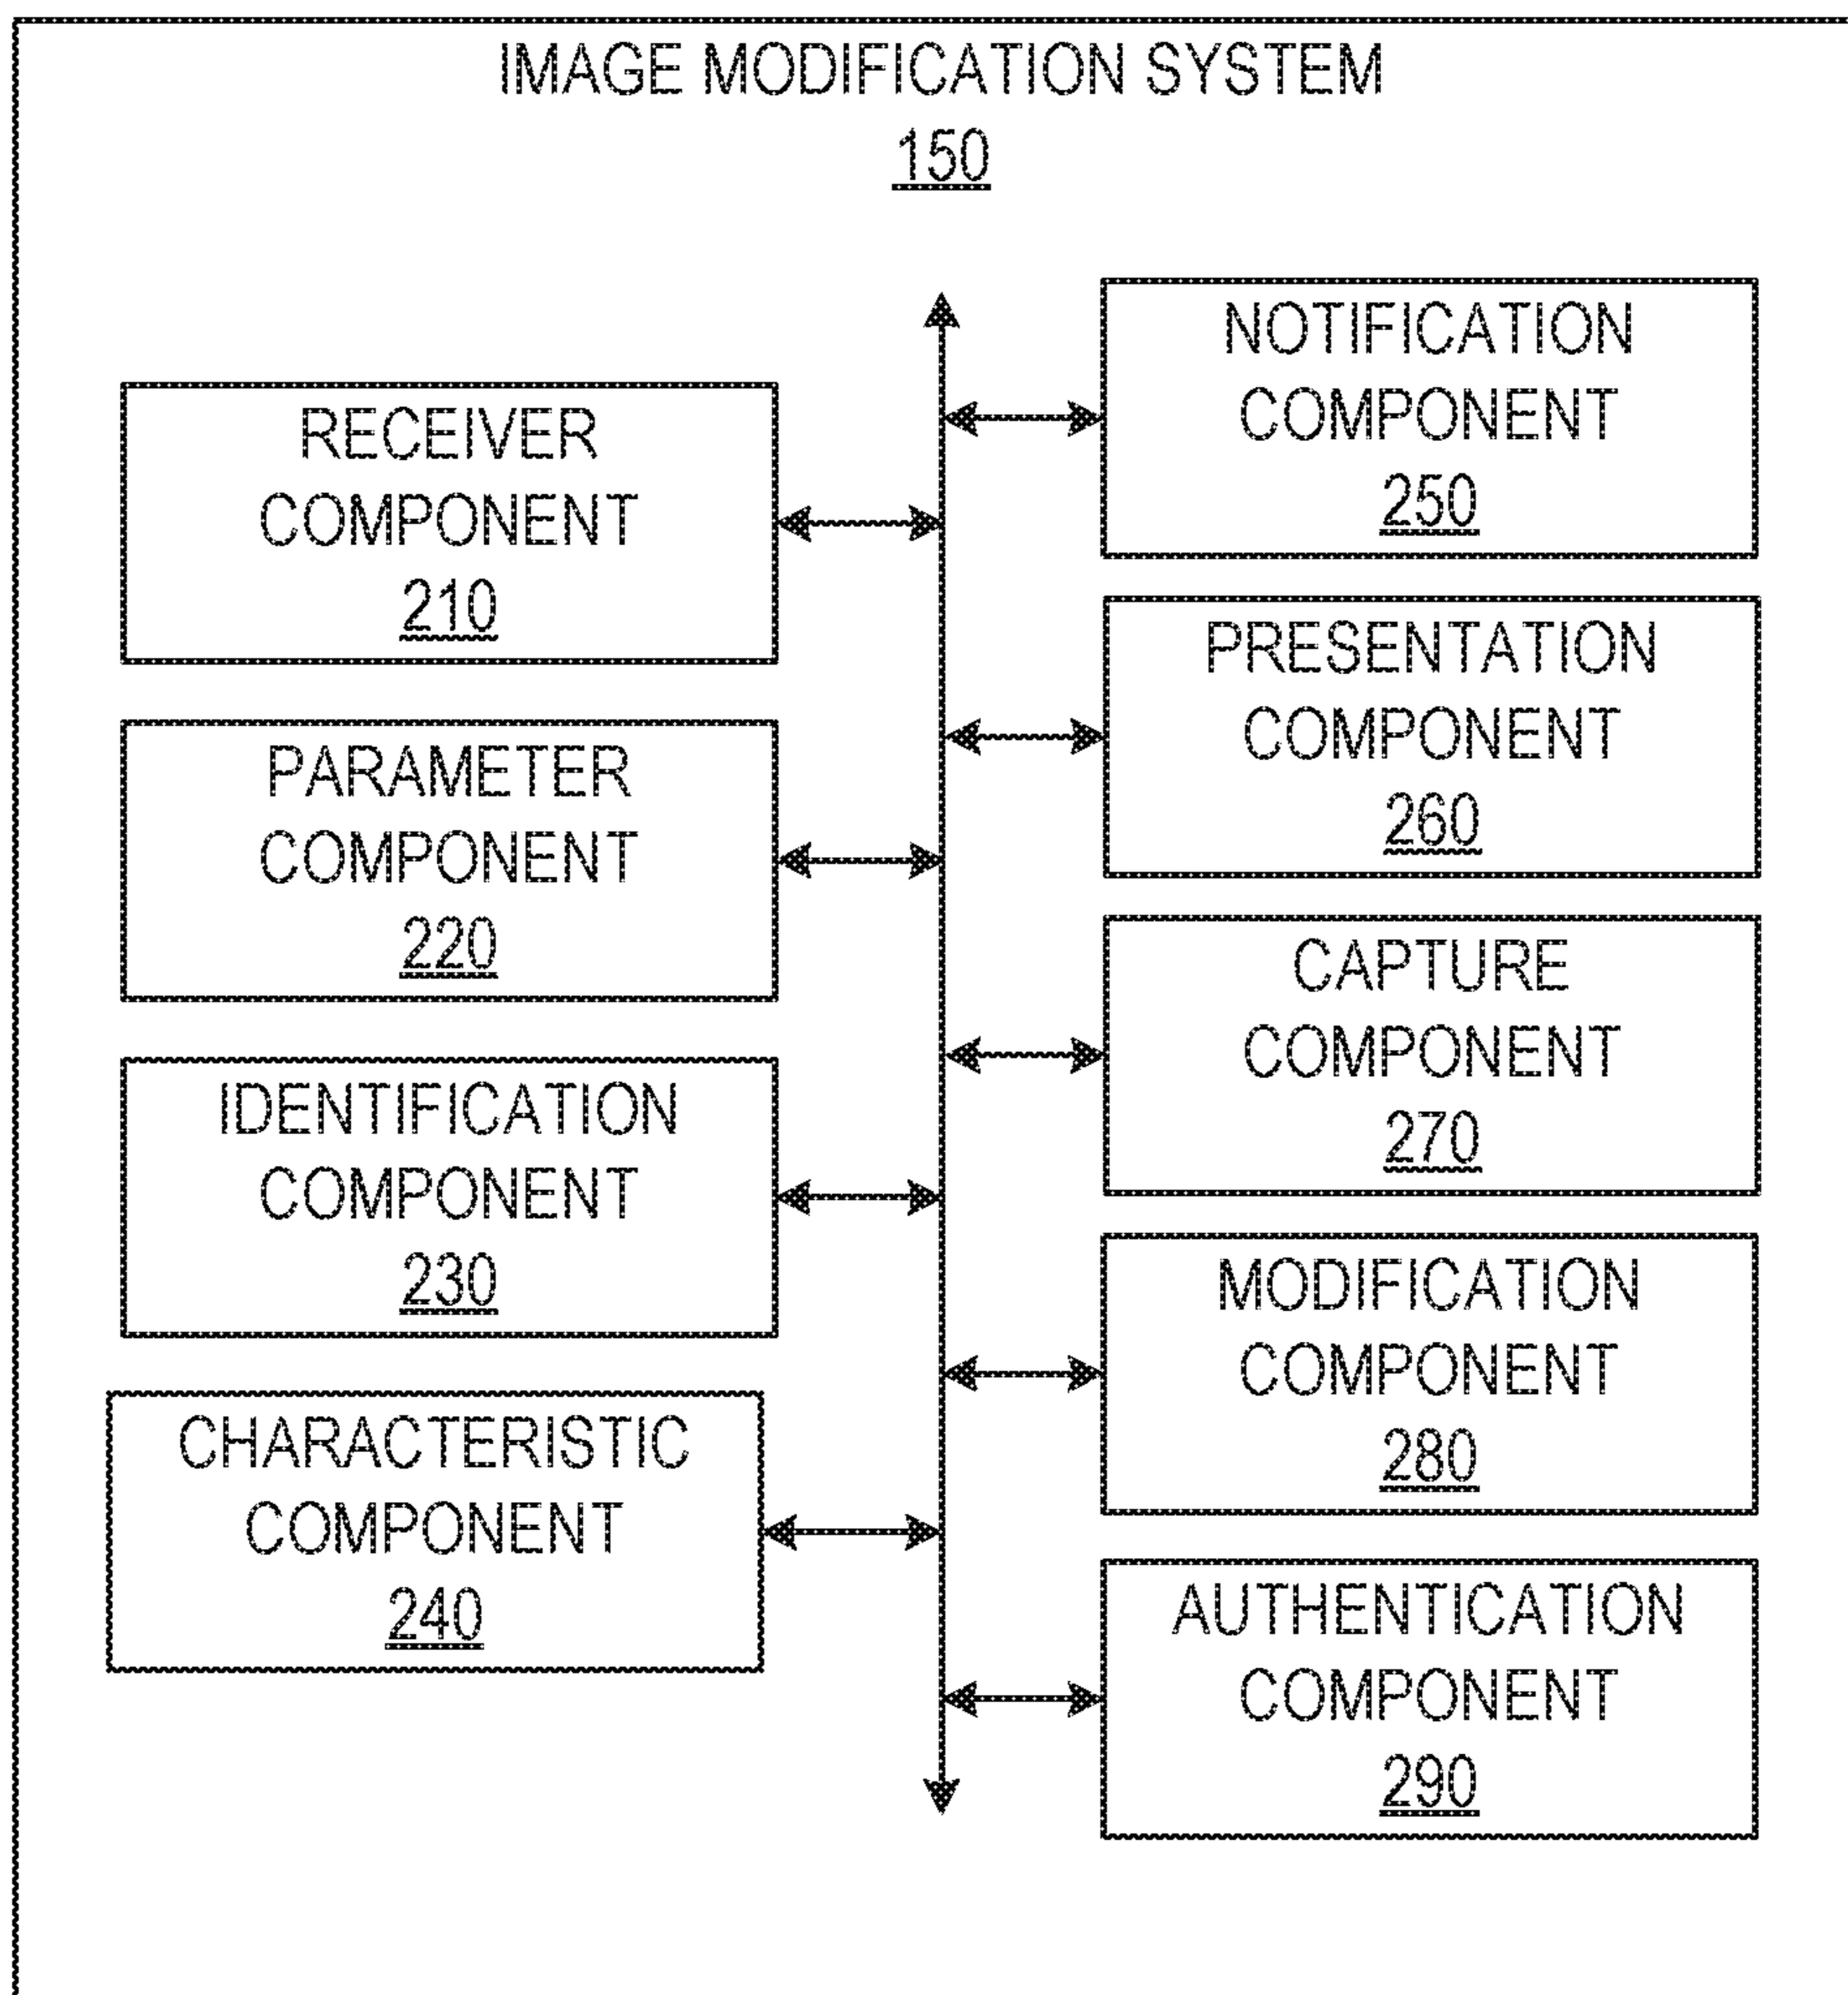 IMAGE MODIFICATION SYSTEM
150
RECEIVER
COMPONENT
210
PARAMETER
COMPONENT
220
IDENTIFICATION
COMPONENT
230
CHARACTERISTIC
COMPONENT
240
NOTIFICATION
COMPONENT
250
PRESENTATION
COMPONENT
260
CAPTURE
COMPONENT
270
MODIFICATION
COMPONENT
280
AUTHENTICATION
COMPONENT
290